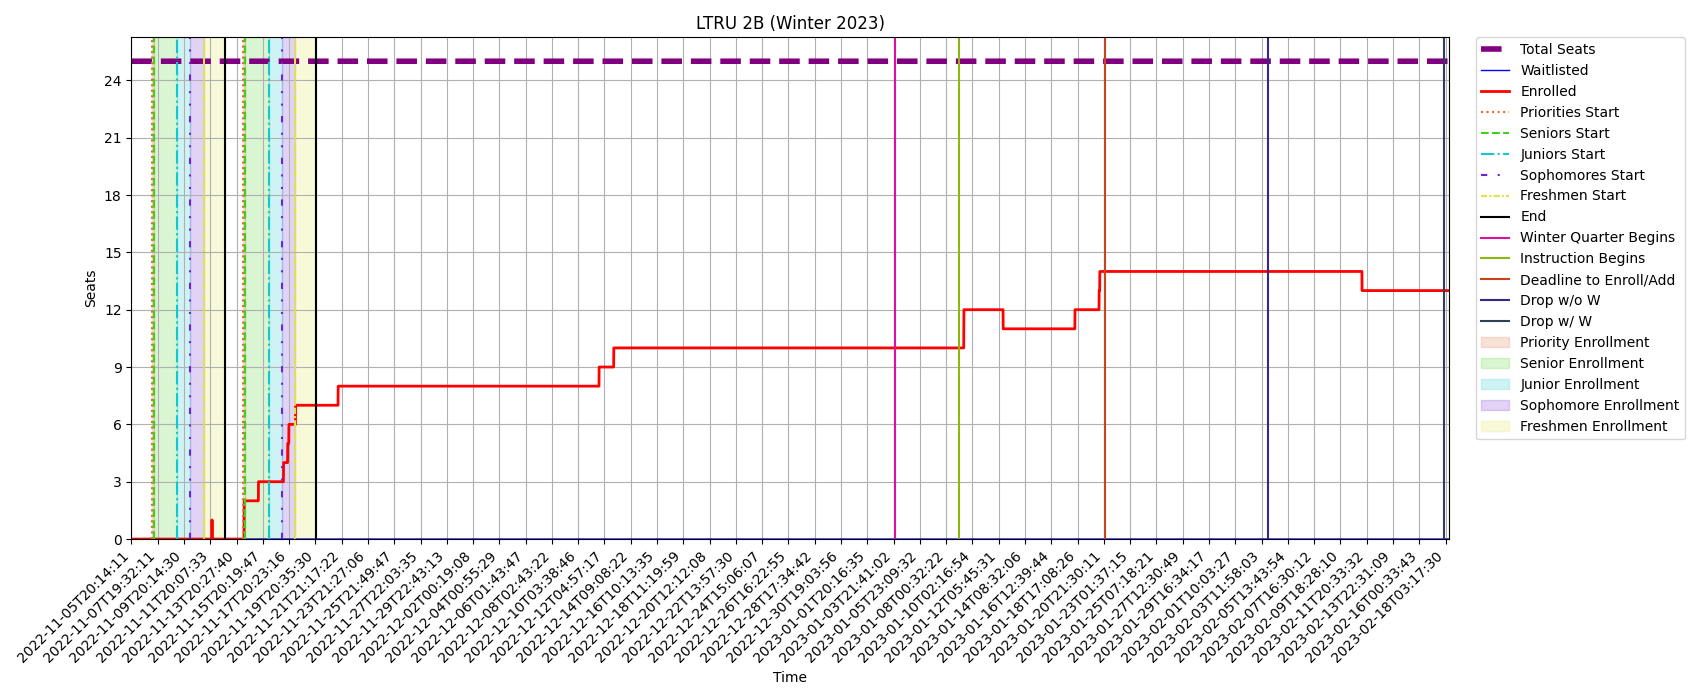 LTRU 2B (Winter 2023)
Seats
24
21
18
15
12
9
6
3
0
2022-11-05T20:14:11
2022-11-07T19:32:11
2022-11-09T20:14:30
2022-11-11T20:07:33
2022-11-13T20:27:40
2022-11-15T20:19:47
2022-11-17T20:23:16
2022-11-19T20:35:30
2022-11-21T21:17:22
2022-11-23T21:27:06
2022-11-25T21:49:47
2022-11-27T22:03:35
2022-11-29T22:43:13
2022-12-02T00:19:08
2022-12-04T00:55:29
2022-12-06T01:43:47
2022-12-08T02:43:22
2022-12-10T03:38:46
2022-12-12T04:57:17
2022-12-14T09:08:22
2022-12-16T10:13:35
2022-12-18T11:19:59
2022-12-20T12:12:08
2022-12-22T13:57:30
2022-12-24T15:06:07
2022-12-26T16:22:55
2022-12-28T17:34:42
2022-12-30T19:03:56
2023-01-01T20:16:35
2023-01-03T21:41:02
2023-01-05T23:09:32
2023-01-08T00:32:22
2023-01-10T02:16:54
2023-01-12T05:45:31
2023-01-14T08:32:06
2023-01-16T12:39:44
2023-01-18T17:08:26
2023-01-20T21:30:11
2023-01-23T01:37:15
2023-01-25T07:18:21
2023-01-27T12:30:49
2023-01-29T16:34:17
2023-02-01T10:03:27
2023-02-03T11:58:03
2023-02-05T13:43:54
2023-02-07T16:30:12
2023-02-09T18:28:10
2023-02-11T20:33:32
2023-02-13T22:31:09
2023-02-16T00:33:43
2023-02-18T03:17:30
Time
Total Seats
Waitlisted
Enrolled
Priorities Start
Seniors Start
Juniors Start
Sophomores Start
Freshmen Start
End
Winter Quarter Begins
Instruction Begins
Deadline to Enroll/Add
Drop w/o W
Drop w/ W
Priority Enrollment
Senior Enrollment
Junior Enrollment
Sophomore Enrollment
Freshmen Enrollment